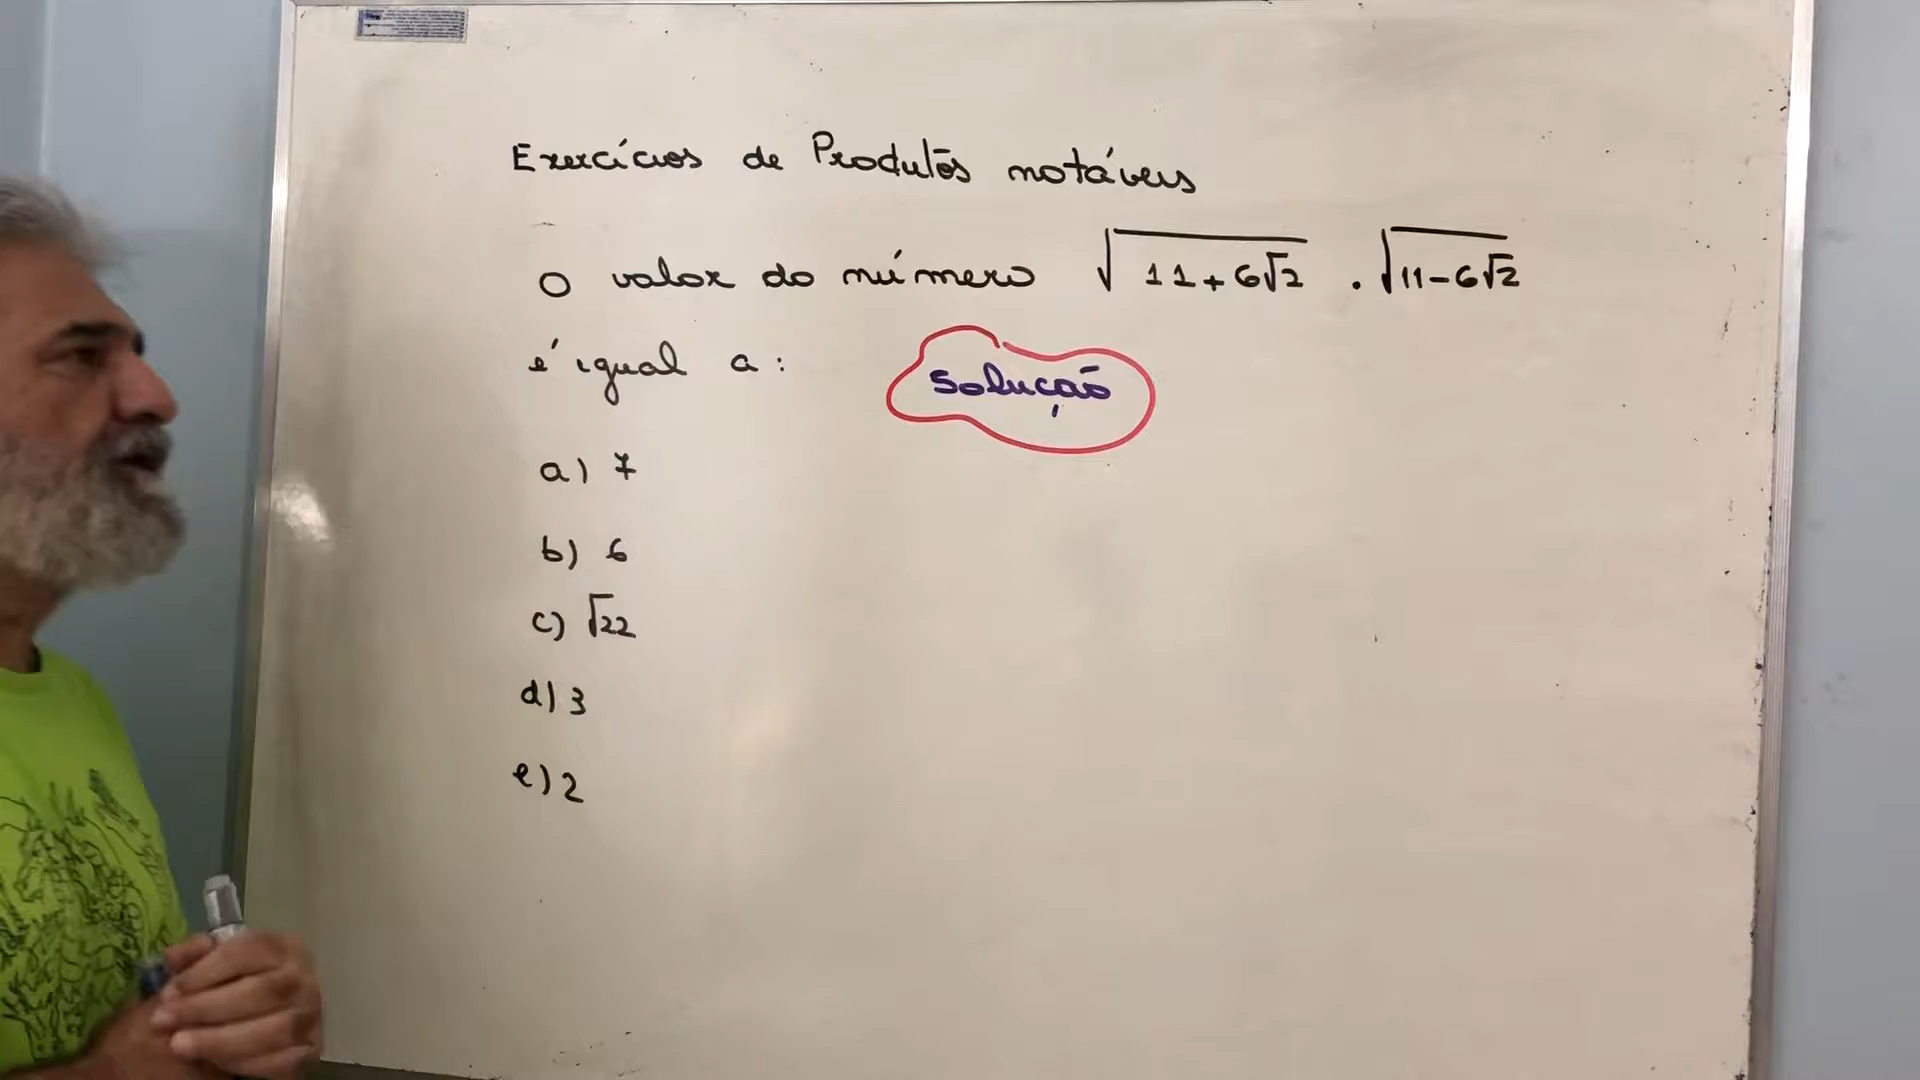 Exercícios de Produtos notáveis
O valor do número √(11+6√2) . √(11-6√2)
é igual a:
solução
a) 7
b) 6
c) √22
d) 3
e) 2